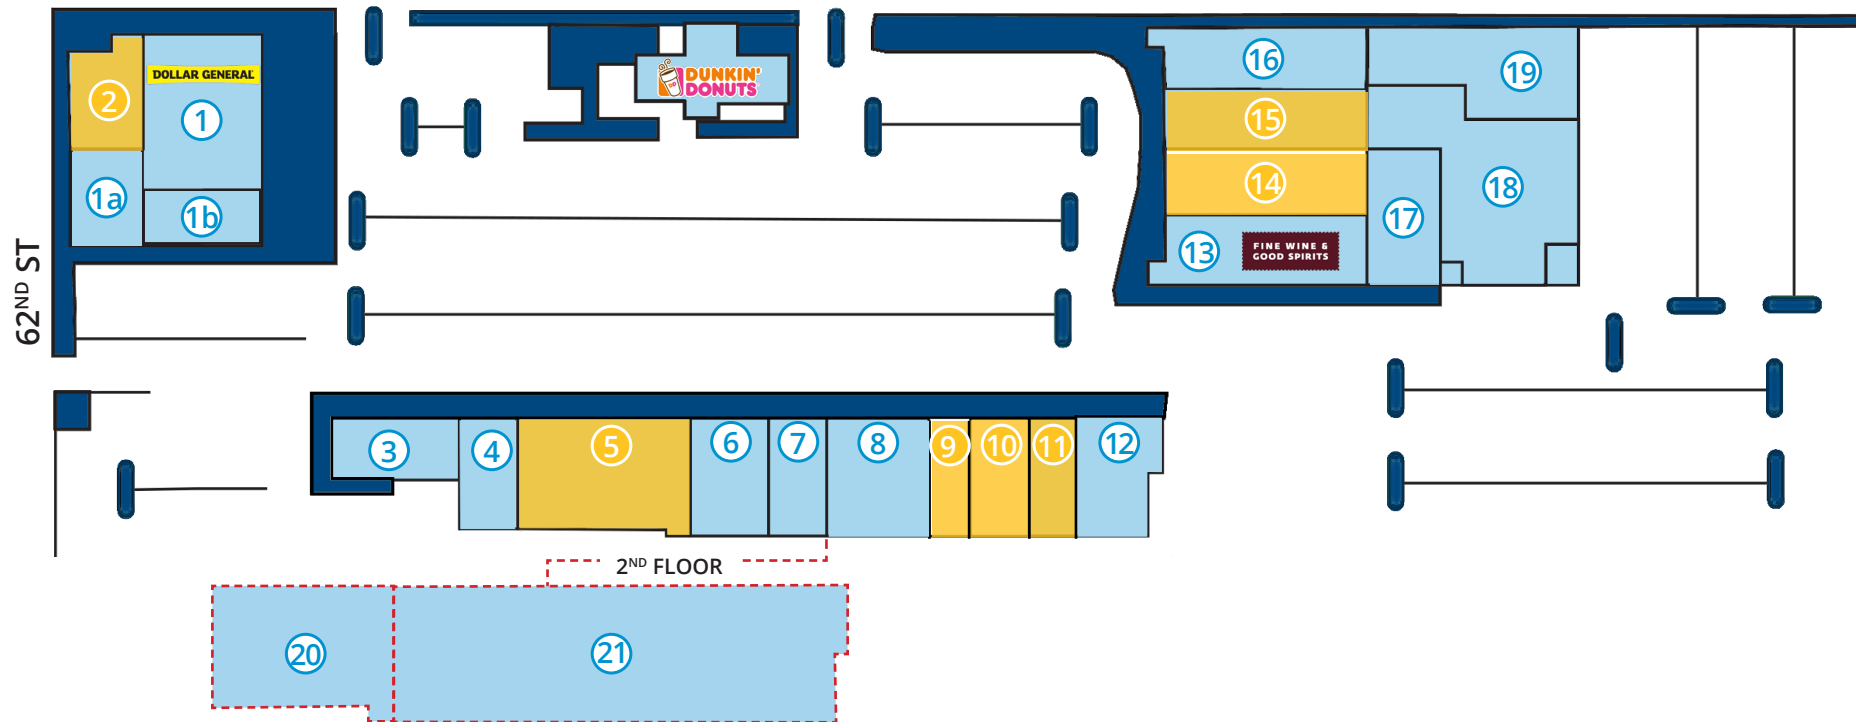 DOLLAR GENERAL
2
1
1a
1b
62ND ST
DUNKIN'
DONUTS
16
19
15
14
18
17
13
FINE WINE &
GOOD SPIRITS
3
4
5
6
7
8
9
10
11
12
2ND FLOOR
20
21